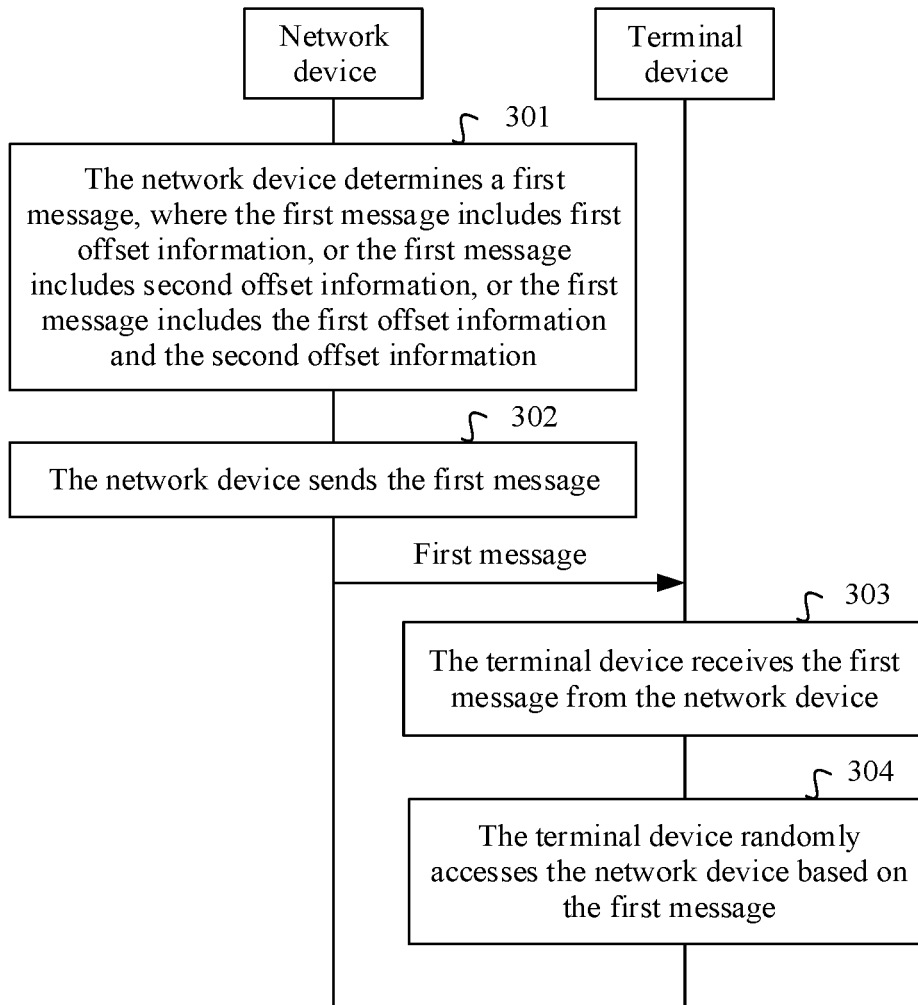 Network
device
Terminal
device
301
The network device determines a first
message, where the first message includes first
offset information, or the first message
includes second offset information, or the first
message includes the first offset information
and the second offset information
302
The network device sends the first message
First message
303
The terminal device receives the first
message from the network device
304
The terminal device randomly
accesses the network device based on
the first message